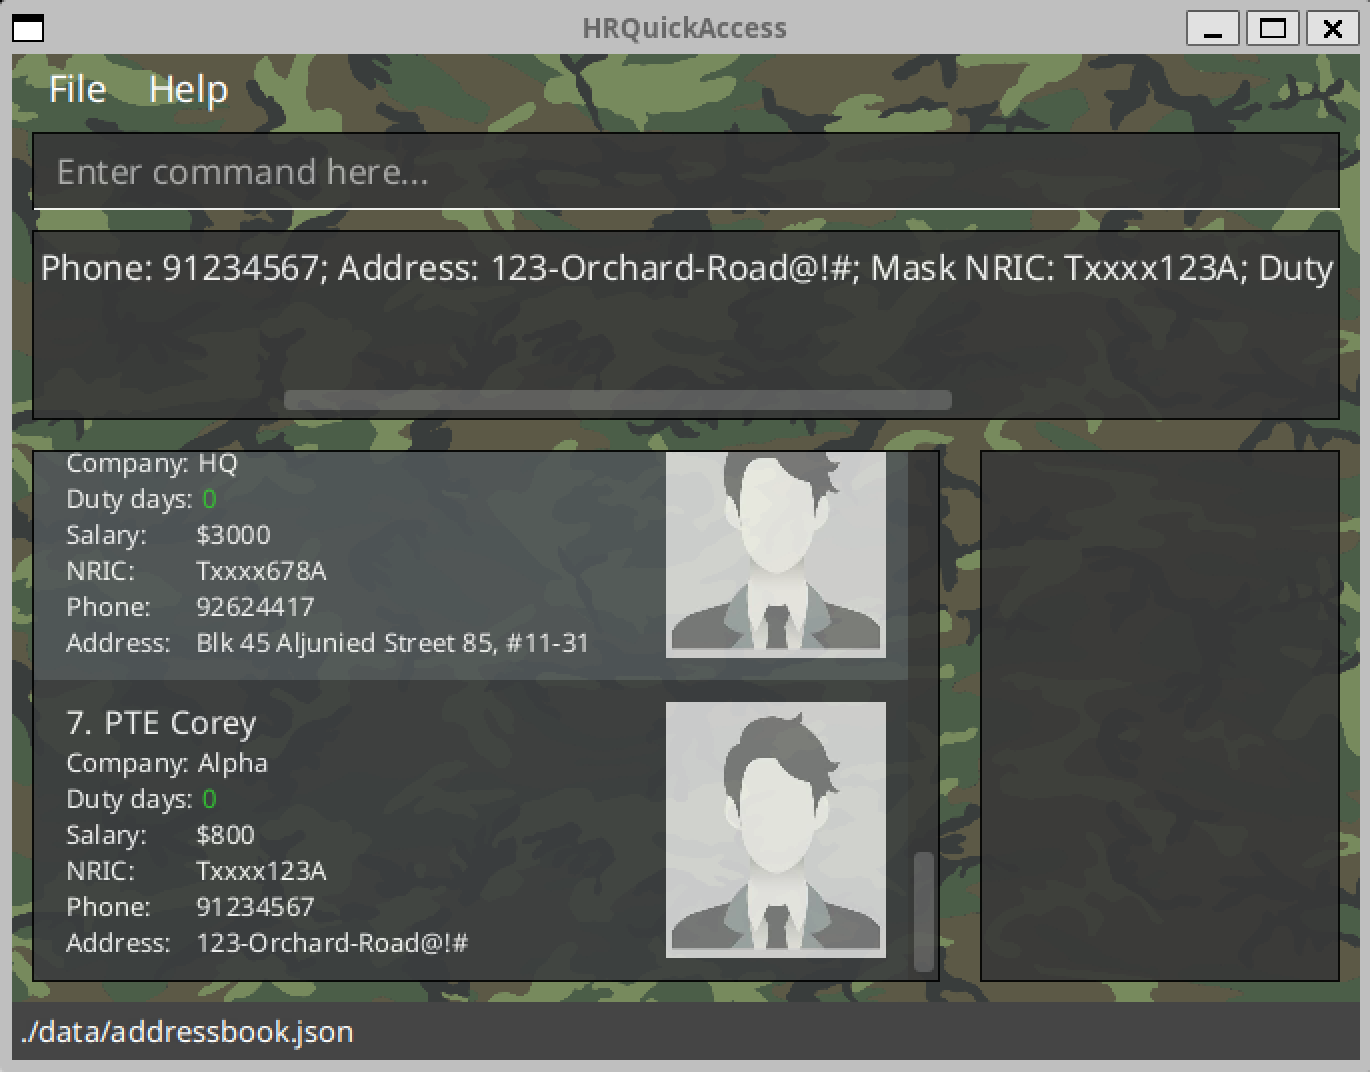 HRQuickAccess
File Help
Enter command here...
Phone: 91234567; Address: 123-Orchard-Road@!#; Mask NRIC: Txxxx123A; Duty
Company: HQ
Duty days: 0
Salary: $3000
NRIC: Txxxx678A
Phone: 92624417
Address: Blk 45 Aljunied Street 85, #11-31
7. PTE Corey
Company: Alpha
Duty days: 0
Salary: $800
NRIC: Txxxx123A
Phone: 91234567
Address: 123-Orchard-Road@!#
./data/addressbook.json